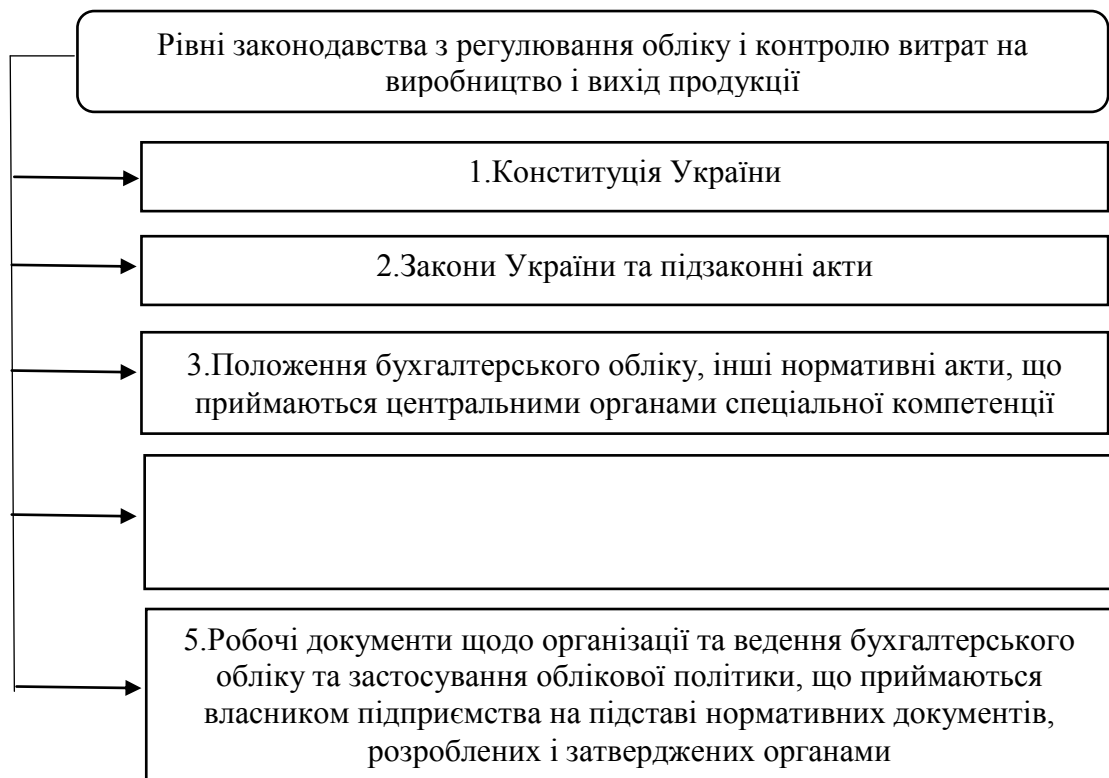 Рівні законодавства з регулювання обліку і контролю витрат на
виробництво і вихід продукції
1.Конституція України
2.Закони України та підзаконні акти
3.Положення бухгалтерського обліку, інші нормативні акти, що
приймаються центральними органами спеціальної компетенції
5.Робочі документи щодо організації та ведення бухгалтерського
обліку та застосування облікової політики, що приймаються
власником підприємства на підставі нормативних документів,
розроблених і затверджених органами